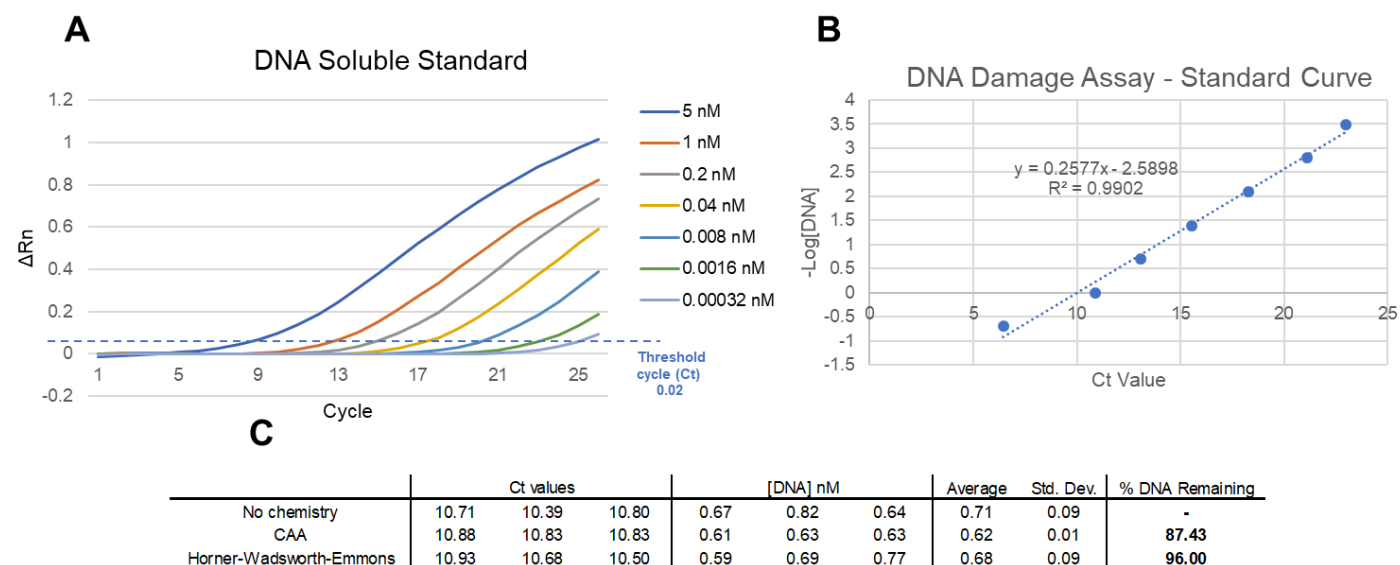 A
DNA Soluble Standard
1.2
1
0.8
0.6
0.4
0.2
0
-0.2
ΔRn
1 5 9 13 17 21 25
Cycle
5 nM
1 nM
0.2 nM
0.04 nM
0.008 nM
0.0016 nM
0.00032 nM
Threshold
cycle (Ct)
0.02
B
DNA Damage Assay - Standard Curve
4
3.5
3
2.5
2
1.5
1
0.5
0
-0.5
-1
-1.5
-Log[DNA]
y = 0.2577x - 2.5898
R² = 0.9902
0 5 10 15 20 25
Ct Value
C
Ct values [DNA] nM Average Std. Dev. % DNA Remaining
No chemistry 10.71 10.39 10.80 0.67 0.82 0.64 0.71 0.09 -
CAA 10.88 10.83 10.83 0.61 0.63 0.63 0.62 0.01 87.43
Horner-Wadsworth-Emmons 10.93 10.68 10.50 0.59 0.69 0.77 0.68 0.09 96.00